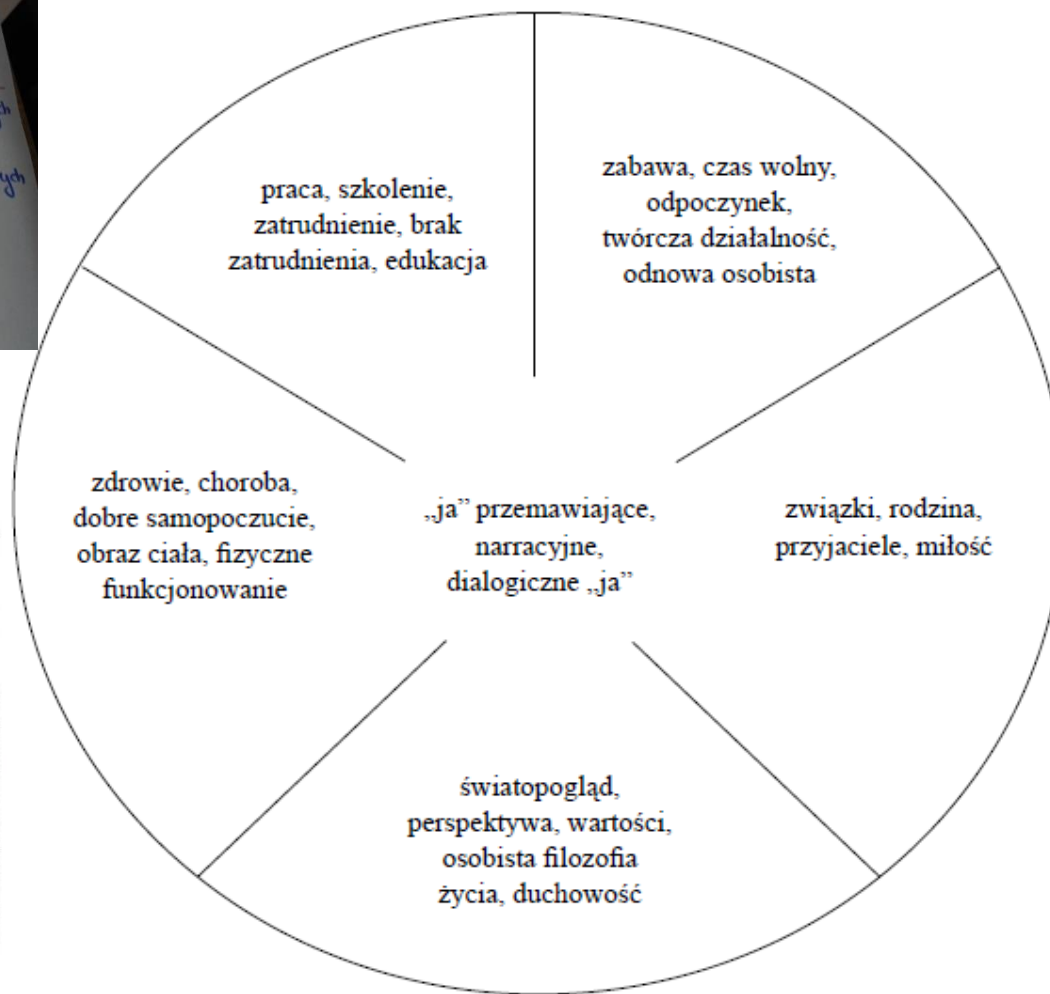 praca, szkolenie,
zatrudnienie, brak
zatrudnienia, edukacja
zabawa, czas wolny,
odpoczynek,
twórcza działalność,
odnowa osobista
zdrowie, choroba,
dobre samopoczucie,
obraz ciała, fizyczne
funkcjonowanie
„ja” przemawiające,
narracyjne,
dialogiczne „ja”
związki, rodzina,
przyjaciele, miłość
światopogląd,
perspektywa, wartości,
osobista filozofia
życia, duchowość